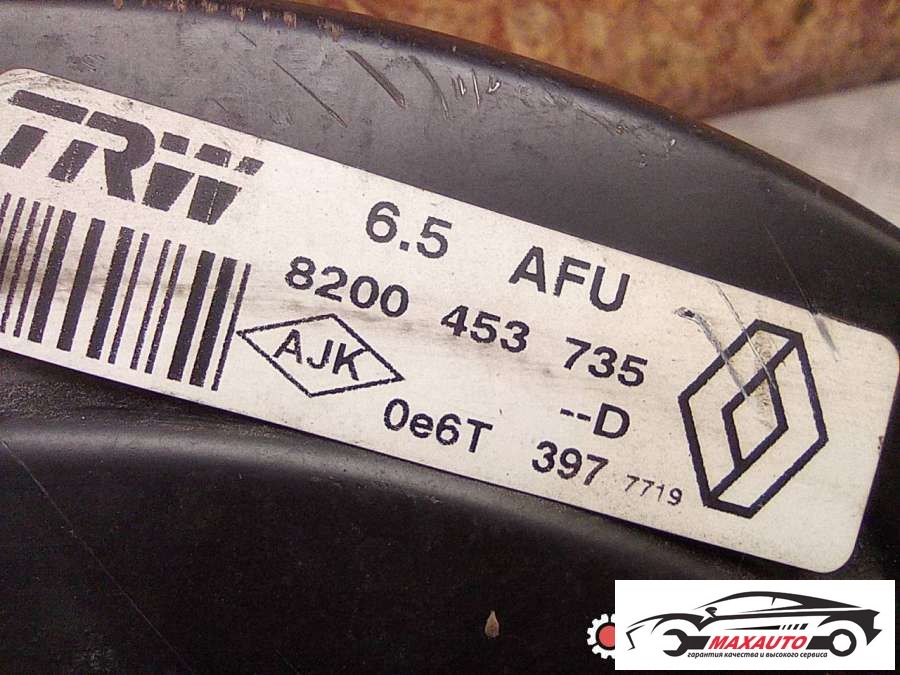 TRW
6.5 AFU
8200 453 735
AJK
--D
0e6T 397 7719
MAXAUTO
гарантия качества и высокого сервиса